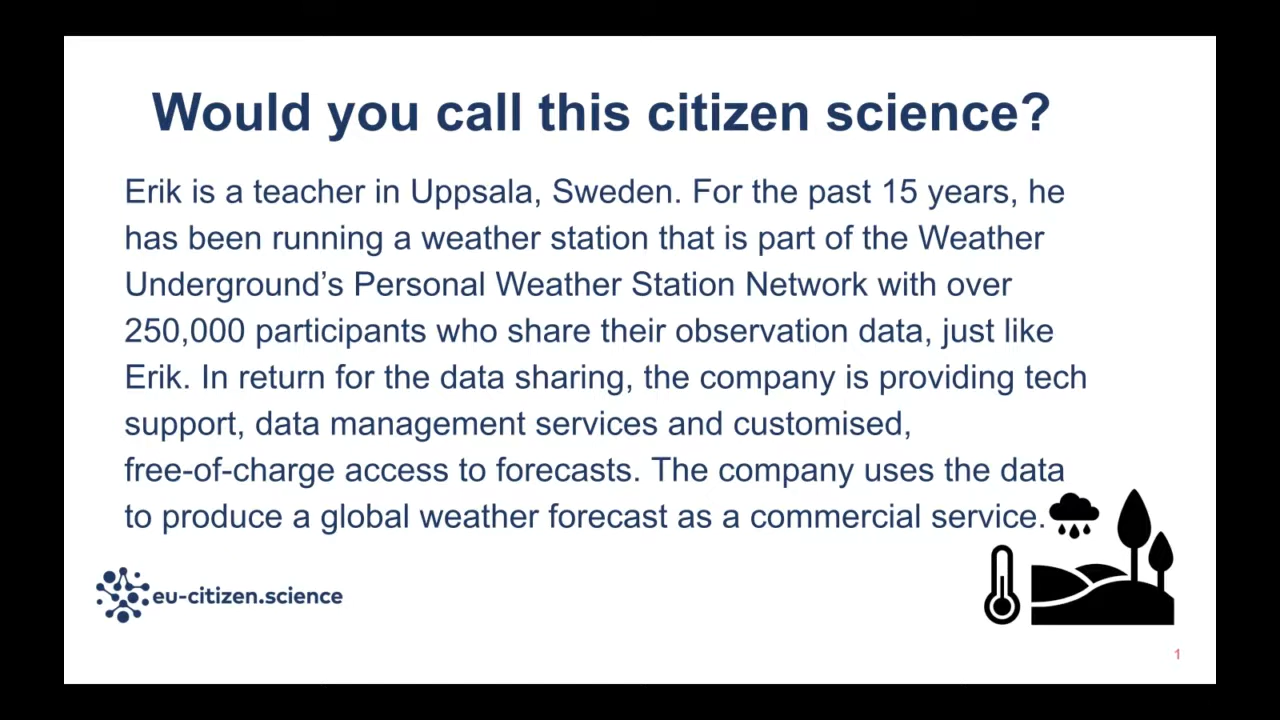 Would you call this citizen science?
Erik is a teacher in Uppsala, Sweden. For the past 15 years, he
has been running a weather station that is part of the Weather
Underground’s Personal Weather Station Network with over
250,000 participants who share their observation data, just like
Erik. In return for the data sharing, the company is providing tech
support, data management services and customised,
free-of-charge access to forecasts. The company uses the data
to produce a global weather forecast as a commercial service.
eu-citizen.science
1